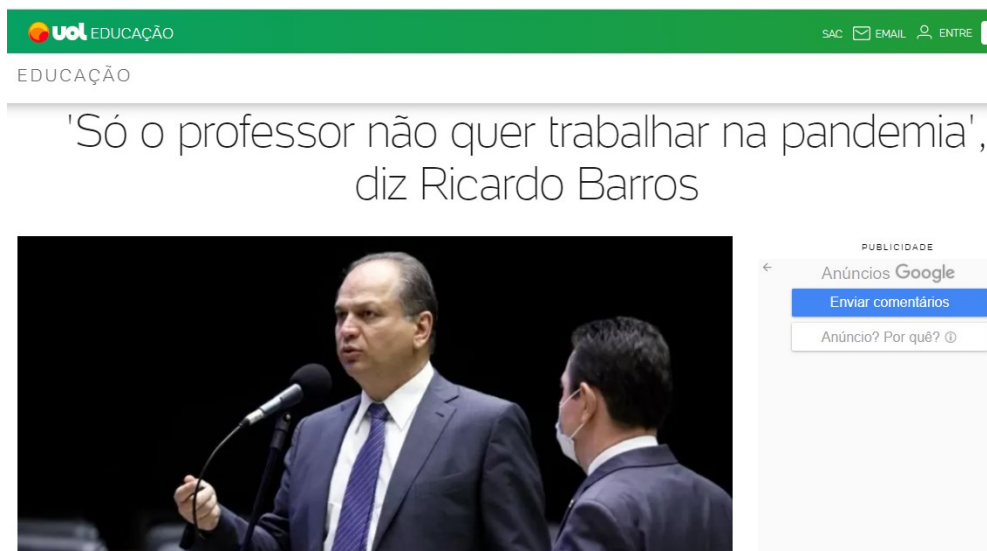 uol EDUCAÇÃO
SAC EMAIL ENTRE
EDUCAÇÃO
'Só o professor não quer trabalhar na pandemia',
diz Ricardo Barros
PUBLICIDADE
Anúncios Google
Enviar comentários
Anúncio? Por quê?